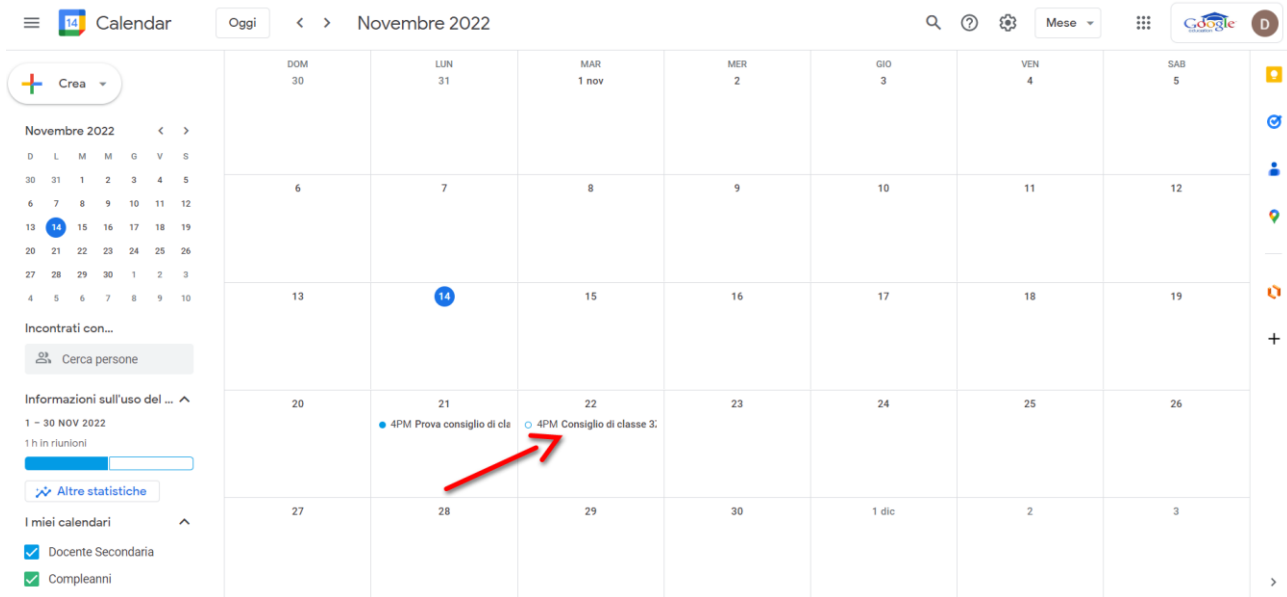 14 Calendar Oggi Novembre 2022 Mese Google D
Crea
Novembre 2022
D L M M G V S
30 31 1 2 3 4 5
6 7 8 9 10 11 12
13 14 15 16 17 18 19
20 21 22 23 24 25 26
27 28 29 30 1 2 3
4 5 6 7 8 9 10
Incontrati con...
Cerca persone
Informazioni sull'uso del ...
1 – 30 NOV 2022
1 h in riunioni
Altre statistiche
I miei calendari
Docente Secondaria
Compleanni
DOM LUN MAR MER GIO VEN SAB
30 31 1 nov 2 3 4 5
6 7 8 9 10 11 12
13 14 15 16 17 18 19
20 21 22 23 24 25 26
4PM Prova consiglio di cla 4PM Consiglio di classe
27 28 29 30 1 dic 2 3